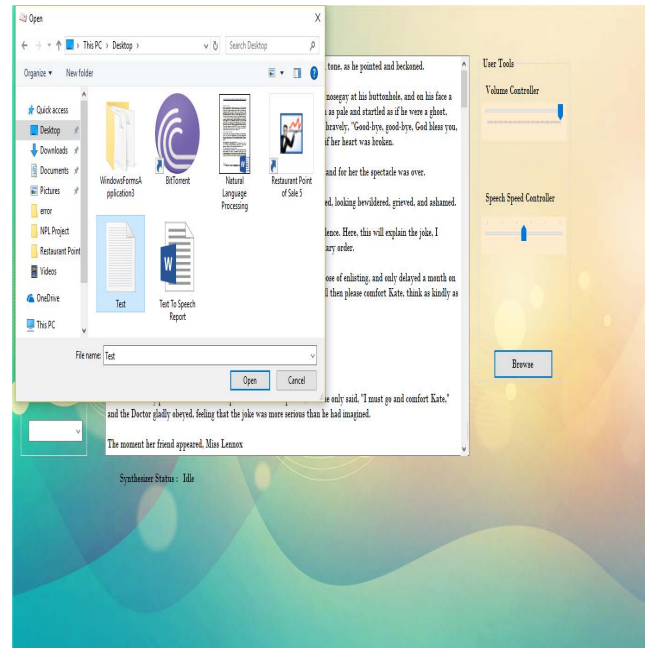 Open
X
This PC
Desktop
Search Desktop
Organize
New folder
Quick access
Desktop
Downloads
Documents
Pictures
error
NPL Project
Restaurant Point
Videos
OneDrive
This PC
WindowsFormsA
pplication3
BitTorrent
Natural
Language
Processing
Restaurant Point
of Sale 5
W
Test
Text To Speech
Report
File name: Test
Open
Cancel
tone, as he pointed and beckoned.
nosegay at his buttonhole, and on his face a
as pale and startled as if he were a ghost.
bravely, "Good-bye, good-bye, God bless you,
if her heart was broken.
and for her the spectacle was over.
ed, looking bewildered, grieved, and ashamed.
lence. Here, this will explain the joke. I
ary order.
ose of enlisting, and only delayed a month on
l then please comfort Kate, think as kindly as
e only said, "I must go and comfort Kate,"
and the Doctor gladly obeyed, feeling that the joke was more serious than he had imagined.
The moment her friend appeared, Miss Lennox
Synthesizer Status : Idle
User Tools
Volume Controller
Speech Speed Controller
Browse